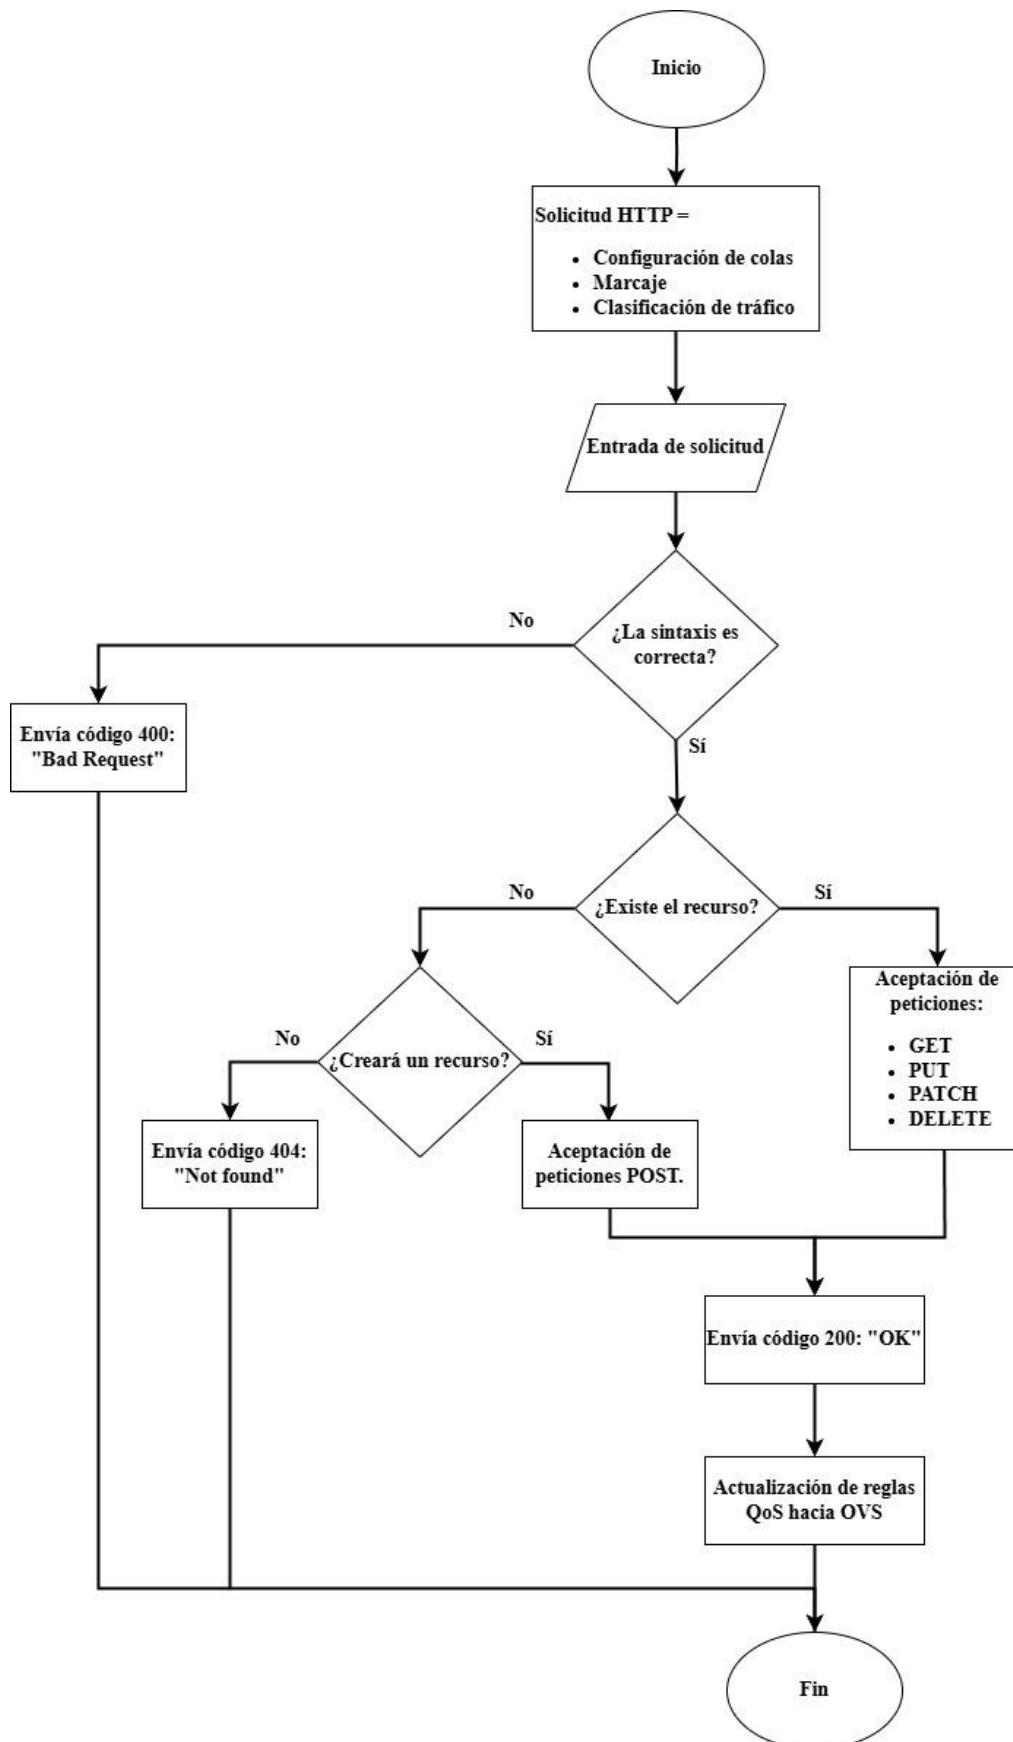 Inicio
Solicitud HTTP =
• Configuración de colas
• Marcaje
• Clasificación de tráfico
Entrada de solicitud
No
¿La sintaxis es
correcta?
Envía código 400:
"Bad Request"
Sí
No
¿Existe el recurso?
Sí
Aceptación de
peticiones:
• GET
• PUT
• PATCH
• DELETE
No
¿Creará un recurso?
Sí
Envía código 404:
"Not found"
Aceptación de
peticiones POST.
Envía código 200: "OK"
Actualización de reglas
QoS hacia OVS
Fin